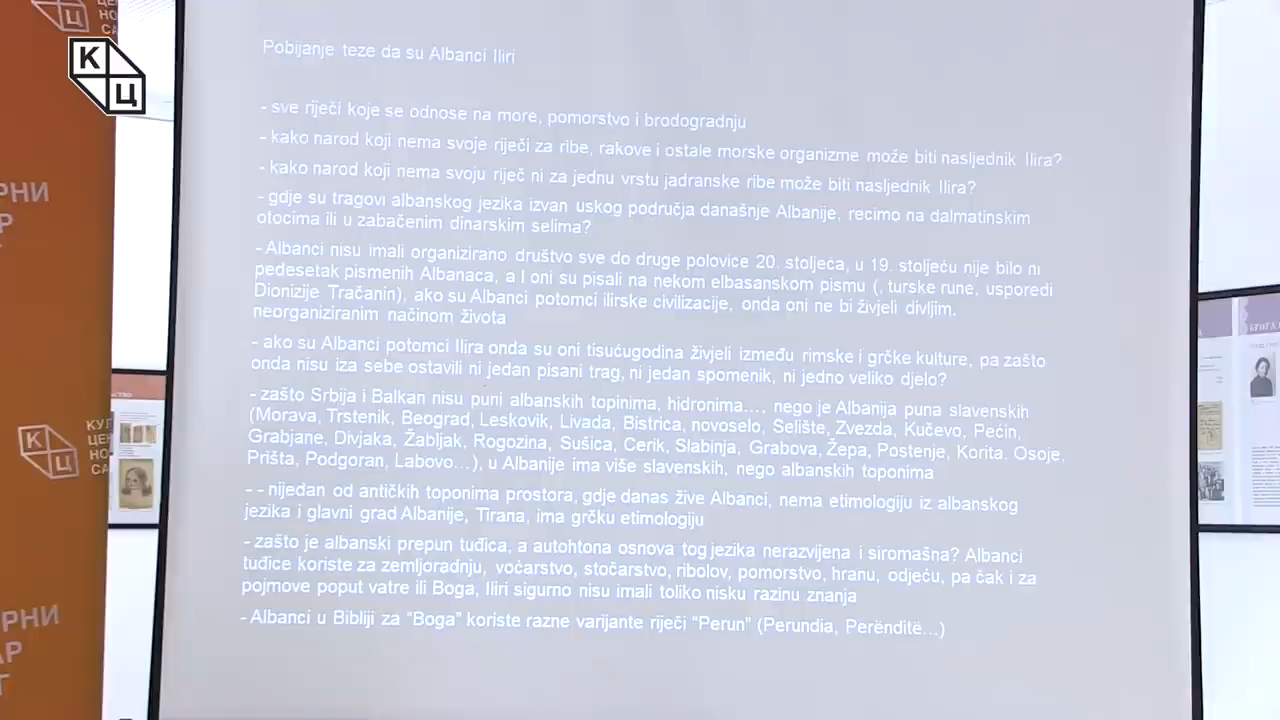 ЦЕ
НО
СА
К
Ц
РНИ
АР
КУЛ
ЦЕН
НО
СА
К
Ц
РНИ
АР
Т
Pobijanje teze da su Albanci Iliri
- sve riječi koje se odnose na more, pomorstvo i brodogradnju
- kako narod koji nema svoje riječi za ribe, rakove i ostale morske organizme može biti nasljednik Ilira?
- kako narod koji nema svoju riječ ni za jednu vrstu jadranske ribe može biti nasljednik Ilira?
- gdje su tragovi albanskog jezika izvan uskog područja današnje Albanije, recimo na dalmatinskim
otocima ili u zabačenim dinarskim selima?
- Albanci nisu imali organizirano društvo sve do druge polovice 20. stoljeća, u 19. stoljeću nije bilo ni
pedesetak pismenih Albanaca, a I oni su pisali na nekom elbasanskom pismu (, turske rune, usporedi
Dionizije Tračanin), ako su Albanci potomci ilirske civilizacije, onda oni ne bi živjeli divljim,
neorganiziranim načinom života
- ako su Albanci potomci Ilira onda su oni tisućugodina živjeli između rimske i grčke kulture, pa zašto
onda nisu iza sebe ostavili ni jedan pisani trag, ni jedan spomenik, ni jedno veliko djelo?
- zašto Srbija i Balkan nisu puni albanskih topinima, hidronima…, nego je Albanija puna slavenskih
(Morava, Trstenik, Beograd, Leskovik, Livada, Bistrica, novoselo, Selište, Zvezda, Kučevo, Pećin,
Grabjane, Divjaka, Žabljak, Rogozina, Sušica, Cerik, Slabinja, Grabova, Žepa, Postenje, Korita, Osoje,
Prišta, Podgoran, Labovo…), u Albanije ima više slavenskih, nego albanskih toponima
- - nijedan od antičkih toponima prostora, gdje danas žive Albanci, nema etimologiju iz albanskog
jezika i glavni grad Albanije, Tirana, ima grčku etimologiju
- zašto je albanski prepun tuđica, a autohtona osnova tog jezika nerazvijena i siromašna? Albanci
tuđice koriste za zemljoradnju, voćarstvo, stočarstvo, ribolov, pomorstvo, hranu, odjeću, pa čak i za
pojmove poput vatre ili Boga, Iliri sigurno nisu imali toliko nisku razinu znanja
- Albanci u Bibliji za "Boga" koriste razne varijante riječi "Perun" (Perundia, Perënditë…)